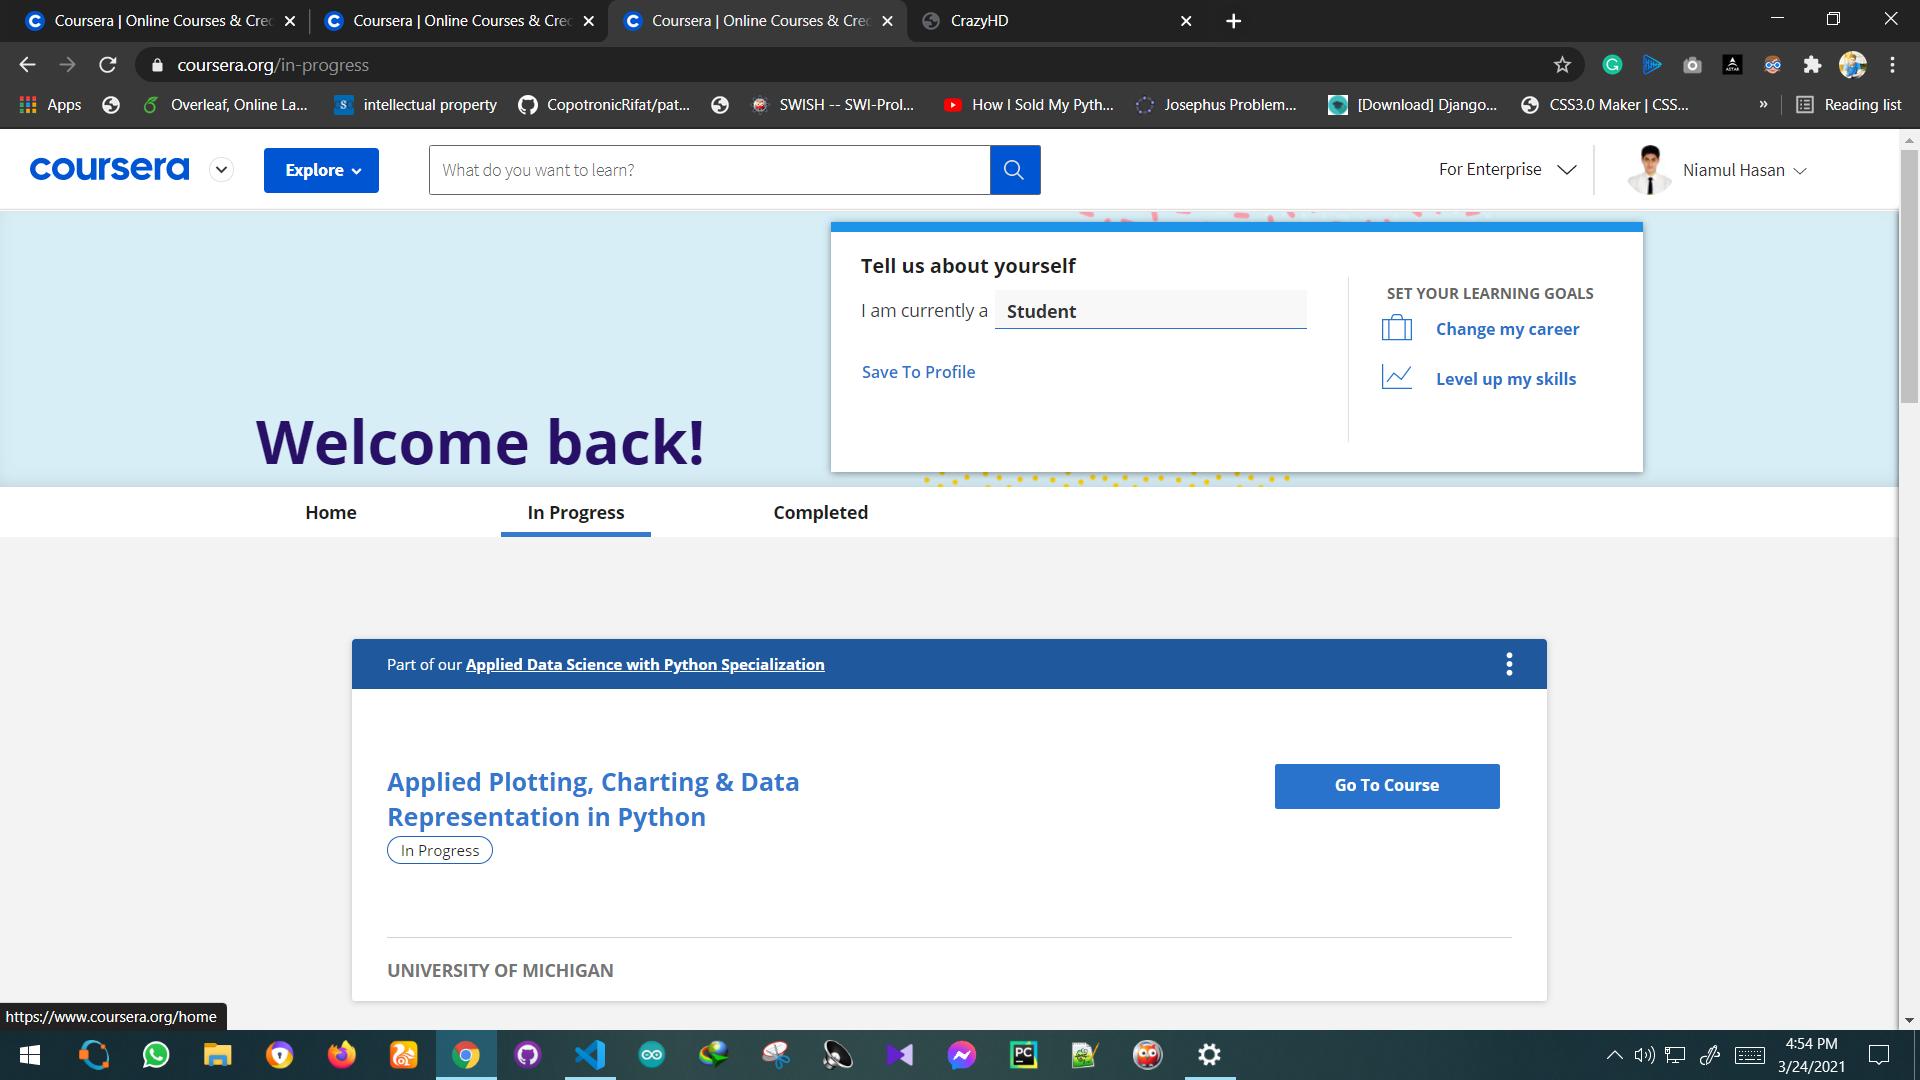 Coursera | Online Courses & Crec
Coursera | Online Courses & Crec
Coursera | Online Courses & Crec
CrazyHD
coursera.org/in-progress
Apps
Overleaf, Online La...
intellectual property
CopotronicRifat/pat...
SWISH -- SWI-Prol...
How I Sold My Pyth...
Josephus Problem...
[Download] Django...
CSS3.0 Maker | CSS...
»
Reading list
coursera
Explore
What do you want to learn?
For Enterprise
Niamul Hasan
Tell us about yourself
I am currently a Student
Save To Profile
SET YOUR LEARNING GOALS
Change my career
Level up my skills
Welcome back!
Home
In Progress
Completed
Part of our Applied Data Science with Python Specialization
Applied Plotting, Charting & Data
Representation in Python
Go To Course
In Progress
UNIVERSITY OF MICHIGAN
https://www.coursera.org/home
4:54 PM
3/24/2021